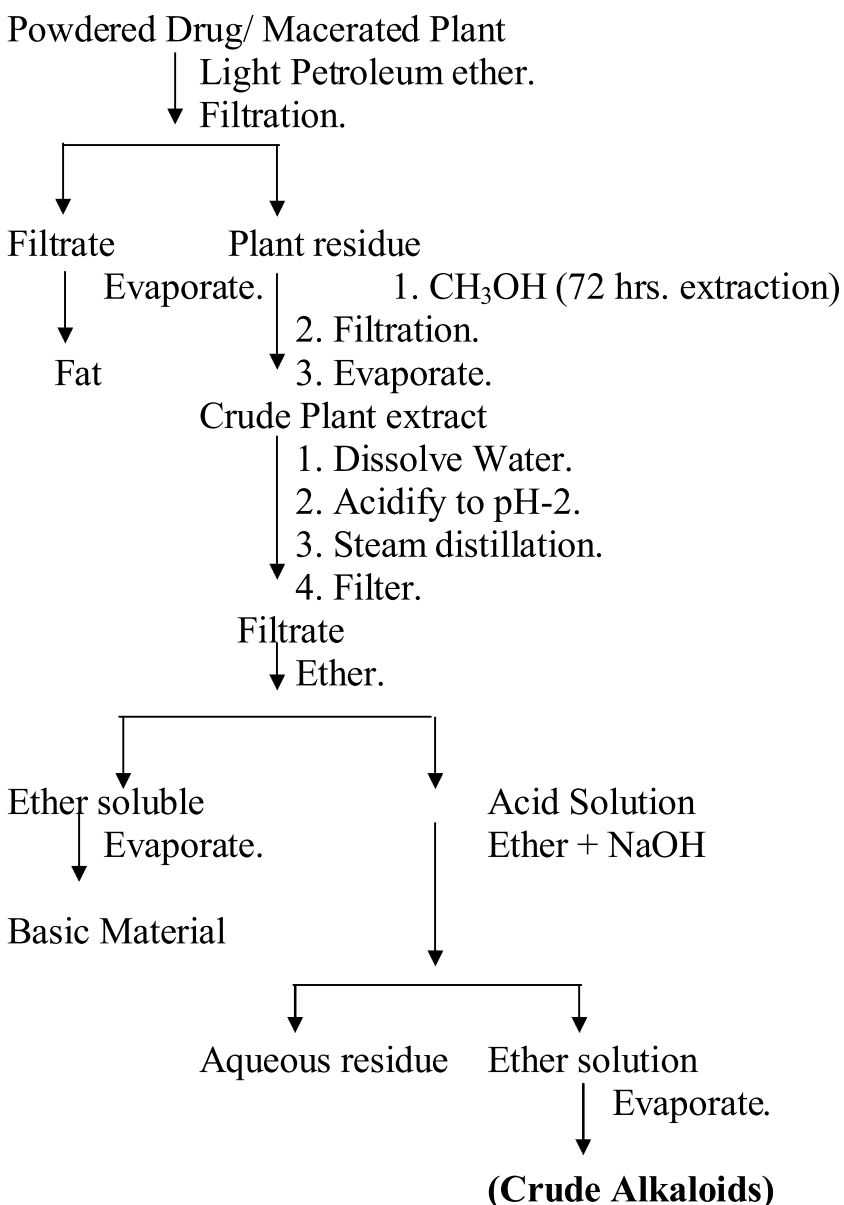 Powdered Drug/ Macerated Plant
Light Petroleum ether.
Filtration.
Filtrate Plant residue
Evaporate. 1. CH₃OH (72 hrs. extraction)
2. Filtration.
Fat 3. Evaporate.
Crude Plant extract
1. Dissolve Water.
2. Acidify to pH-2.
3. Steam distillation.
4. Filter.
Filtrate
Ether.
Ether soluble Acid Solution
Evaporate. Ether + NaOH
Basic Material
Aqueous residue Ether solution
Evaporate.
(Crude Alkaloids)